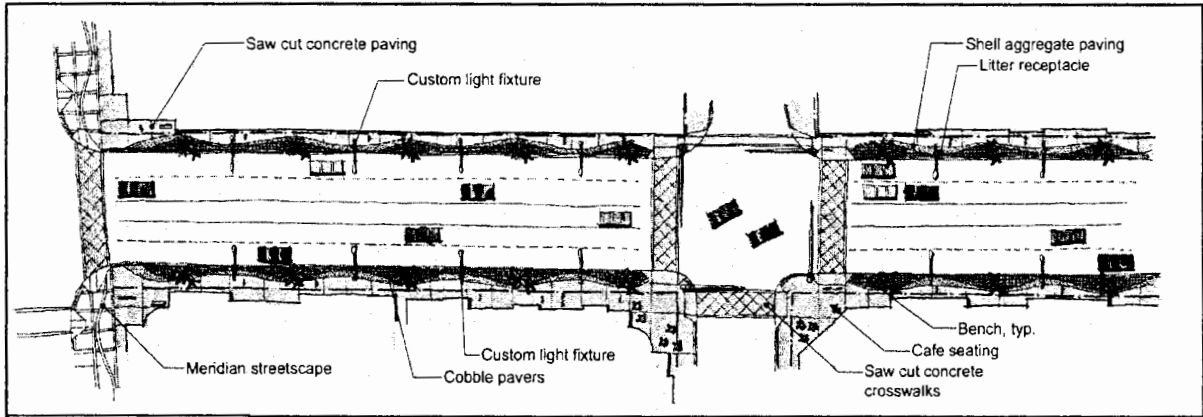 Saw cut concrete paving
Custom light fixture
Shell aggregate paving
Litter receptacle
Meridian streetscape
Custom light fixture
Cobble pavers
Bench, typ.
Cafe seating
Saw cut concrete
crosswalks